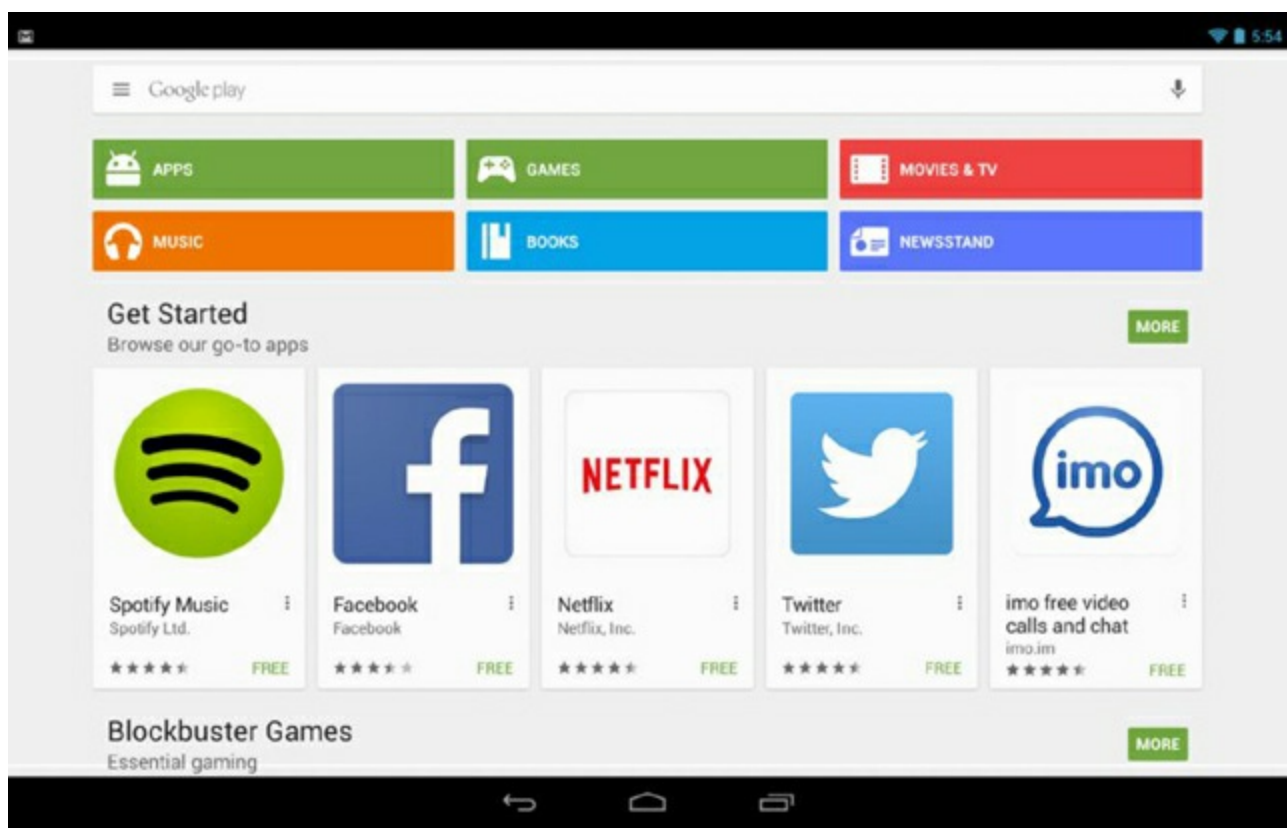 5:54
Google play
APPS
GAMES
MOVIES & TV
MUSIC
BOOKS
NEWSSTAND
Get Started
MORE
Browse our go-to apps
NETFLIX
imo
Spotify Music
Spotify Ltd.
FREE
Facebook
Facebook
FREE
Netflix
Netflix, Inc.
FREE
Twitter
Twitter, Inc.
FREE
imo free video
calls and chat
imo.im
FREE
Blockbuster Games
MORE
Essential gaming